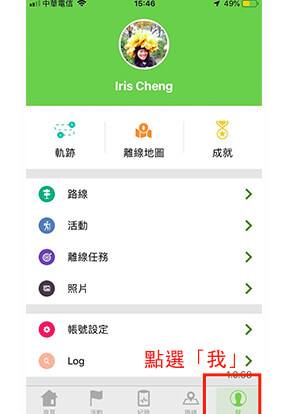 中華電信 15:46 49%
Iris Cheng
軌跡 離線地圖 成就
路線
活動
離線任務
照片
帳號設定
Log
點選「我」
1.0.68
首頁 活動 紀錄 路線 我